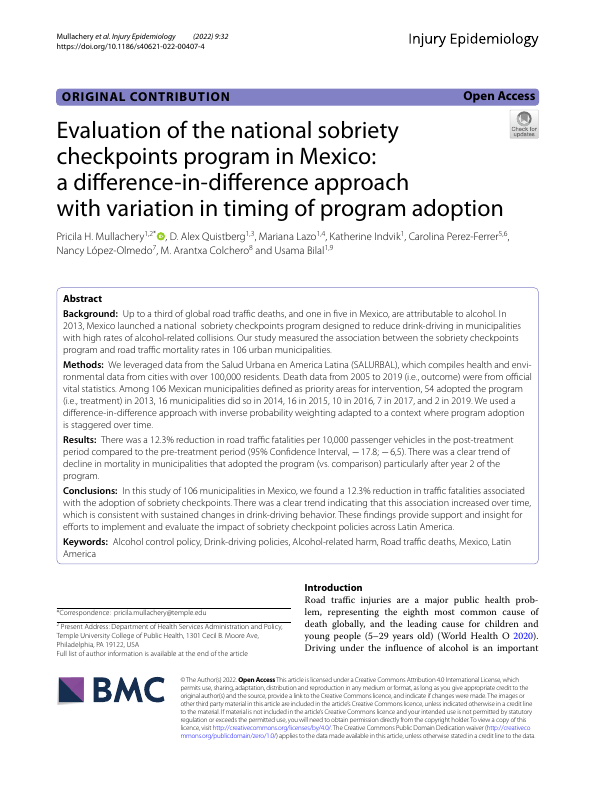 Mullachery et al. Injury Epidemiology (2022) 9:32
https://doi.org/10.1186/s40621-022-00407-4
Injury Epidemiology
ORIGINAL CONTRIBUTION
Open Access
Check for
updates
Evaluation of the national sobriety
checkpoints program in Mexico:
a difference-in-difference approach
with variation in timing of program adoption
Pricila H. Mullachery1,2*, D. Alex Quistberg1,3, Mariana Lazo1,4, Katherine Indvik1, Carolina Perez-Ferrer5,6,
Nancy López-Olmedo7, M. Arantxa Colchero8 and Usama Bilal1,9
Abstract
Background: Up to a third of global road traffic deaths, and one in five in Mexico, are attributable to alcohol. In
2013, Mexico launched a national sobriety checkpoints program designed to reduce drink-driving in municipalities
with high rates of alcohol-related collisions. Our study measured the association between the sobriety checkpoints
program and road traffic mortality rates in 106 urban municipalities.
Methods: We leveraged data from the Salud Urbana en America Latina (SALURBAL), which compiles health and envi-
ronmental data from cities with over 100,000 residents. Death data from 2005 to 2019 (i.e., outcome) were from official
vital statistics. Among 106 Mexican municipalities defined as priority areas for intervention, 54 adopted the program
(i.e., treatment) in 2013, 16 municipalities did so in 2014, 16 in 2015, 10 in 2016, 7 in 2017, and 2 in 2019. We used a
difference-in-difference approach with inverse probability weighting adapted to a context where program adoption
is staggered over time.
Results: There was a 12.3% reduction in road traffic fatalities per 10,000 passenger vehicles in the post-treatment
period compared to the pre-treatment period (95% Confidence Interval, − 17.8; − 6,5). There was a clear trend of
decline in mortality in municipalities that adopted the program (vs. comparison) particularly after year 2 of the
program.
Conclusions: In this study of 106 municipalities in Mexico, we found a 12.3% reduction in traffic fatalities associated
with the adoption of sobriety checkpoints. There was a clear trend indicating that this association increased over time,
which is consistent with sustained changes in drink-driving behavior. These findings provide support and insight for
efforts to implement and evaluate the impact of sobriety checkpoint policies across Latin America.
Keywords: Alcohol control policy, Drink-driving policies, Alcohol-related harm, Road traffic deaths, Mexico, Latin
America
*Correspondence: pricila.mullachery@temple.edu
2 Present Address: Department of Health Services Administration and Policy,
Temple University College of Public Health, 1301 Cecil B. Moore Ave,
Philadelphia, PA 19122, USA
Full list of author information is available at the end of the article
Introduction
Road traffic injuries are a major public health prob-
lem, representing the eighth most common cause of
death globally, and the leading cause for children and
young people (5–29 years old) (World Health O 2020).
Driving under the influence of alcohol is an important
BMC
© The Author(s) 2022. Open Access This article is licensed under a Creative Commons Attribution 4.0 International License, which
permits use, sharing, adaptation, distribution and reproduction in any medium or format, as long as you give appropriate credit to the
original author(s) and the source, provide a link to the Creative Commons licence, and indicate if changes were made. The images or
other third party material in this article are included in the article's Creative Commons licence, unless indicated otherwise in a credit line
to the material. If material is not included in the article's Creative Commons licence and your intended use is not permitted by statutory
regulation or exceeds the permitted use, you will need to obtain permission directly from the copyright holder. To view a copy of this
licence, visit http://creativecommons.org/licenses/by/4.0/. The Creative Commons Public Domain Dedication waiver (http://creativeco
mmons.org/publicdomain/zero/1.0/) applies to the data made available in this article, unless otherwise stated in a credit line to the data.